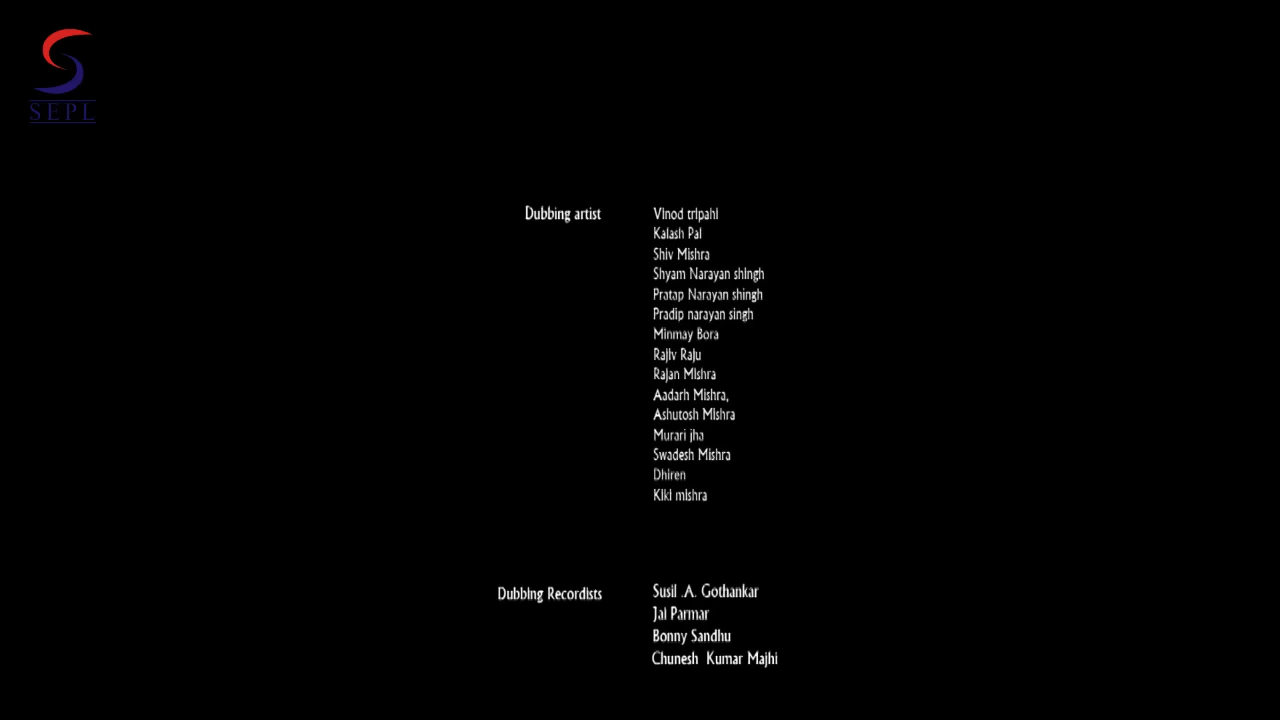 SEPL
Dubbing artist Vinod tripahi
Kalash Pal
Shiv Mishra
Shyam Narayan shingh
Pratap Narayan shingh
Pradip narayan singh
Minmay Bora
Rajiv Raju
Rajan Mishra
Aadarh Mishra,
Ashutosh Mishra
Murari jha
Swadesh Mishra
Dhiren
Kiki mishra
Dubbing Recordists Susil .A. Gothankar
Jai Parmar
Bonny Sandhu
Chunesh Kumar Majhi